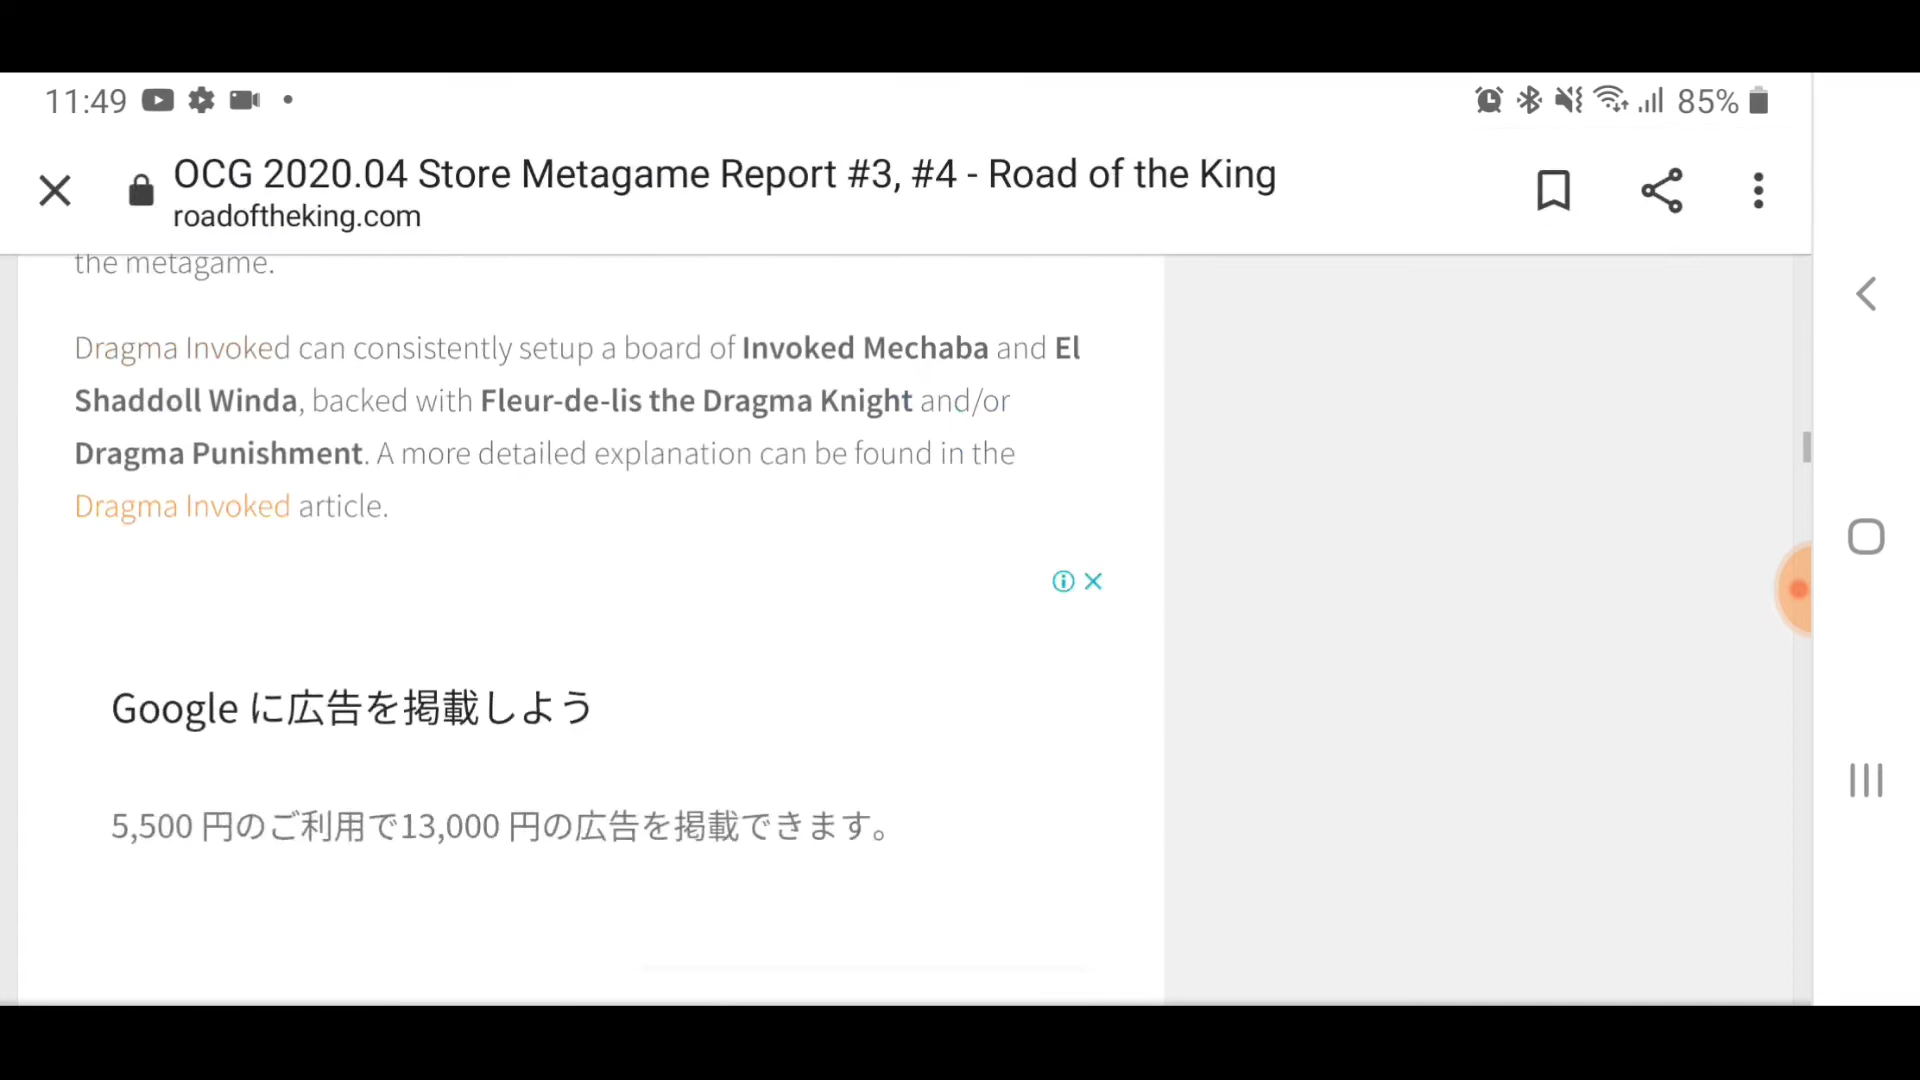 11:49
85%
OCG 2020.04 Store Metagame Report #3, #4 - Road of the King
roadoftheking.com
the metagame.
Dragma Invoked can consistently setup a board of Invoked Mechaba and El
Shaddoll Winda, backed with Fleur-de-lis the Dragma Knight and/or
Dragma Punishment. A more detailed explanation can be found in the
Dragma Invoked article.
Google に広告を掲載しよう
5,500 円のご利用で13,000 円の広告を掲載できます。